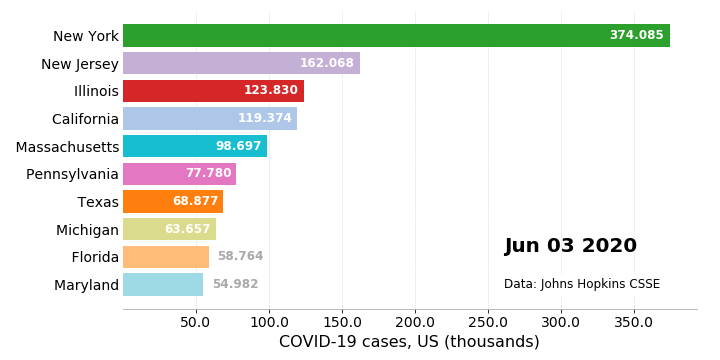 New York 374.085
New Jersey 162.068
Illinois 123.830
California 119.374
Massachusetts 98.697
Pennsylvania 77.780
Texas 68.877
Michigan 63.657
Florida 58.764
Maryland 54.982
Jun 03 2020
Data: Johns Hopkins CSSE
50.0 100.0 150.0 200.0 250.0 300.0 350.0
COVID-19 cases, US (thousands)